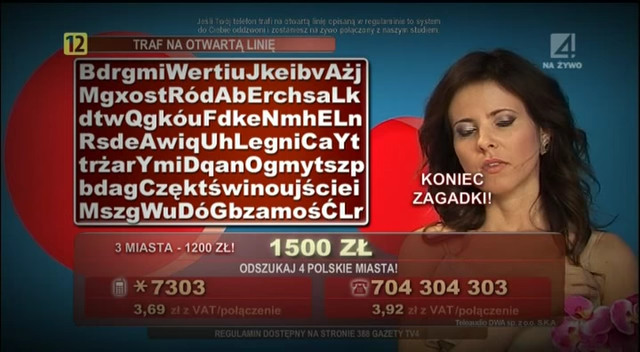 Jeśli Twój telefon trafi na otwartą linię opisaną w regulaminie to system
do Ciebie oddzwoni i zostaniesz na żywo połączony z naszym studiem.
12
TRAF NA OTWARTĄ LINIĘ
4!
NA ŻYWO
BdrgmiWertiuJkeibvAżj
MgxostRódAbErchsaLk
dtwQgkóuFdkeNmhELn
RsdeAwiqUhLegniCaYt
trżarYmiDqanOgmytszp
bdagCzęktświnoujściei
MszgWuDóGbzamośĆLr
KONIEC
ZAGADKI!
3 MIASTA - 1200 ZŁ!
1500 ZŁ
ODSZUKAJ 4 POLSKIE MIASTA!
*7303
704 304 303
3,69 zł z VAT/połączenie
3,92 zł z VAT/połączenie
Telaudio DWA sp. z o.o. S.K.A.
REGULAMIN DOSTĘPNY NA STRONIE 388 GAZETY TV4